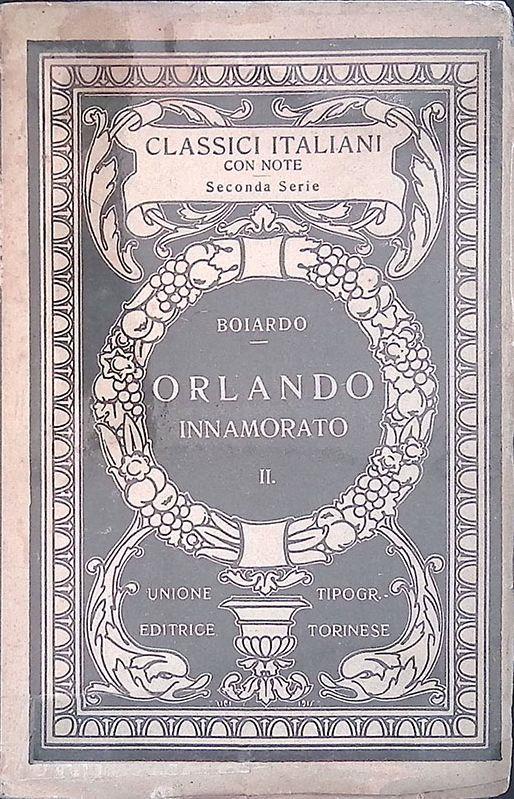 CLASSICI ITALIANI
CON NOTE
Seconda Serie
BOIARDO
ORLANDO
INNAMORATO
II.
UNIONE TIPOGR.-
EDITRICE TORINESE